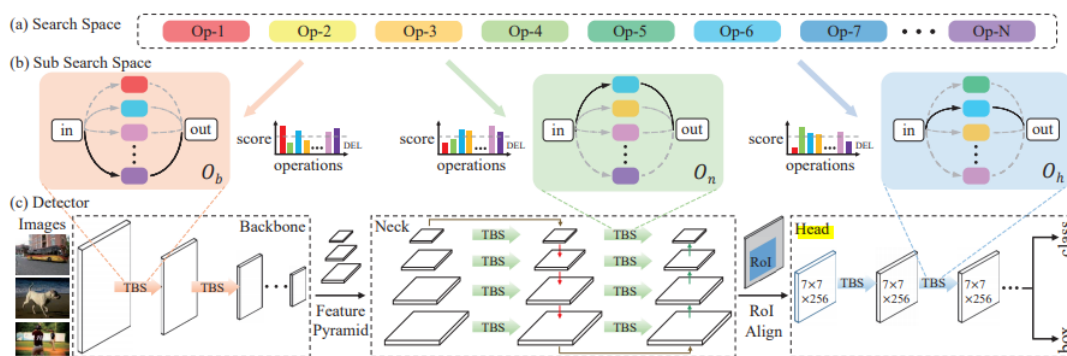 (a) Search Space
Op-1 Op-2 Op-3 Op-4 Op-5 Op-6 Op-7 Op-N
(b) Sub Search Space
in out
O_b
score
DEL
operations
score
DEL
operations
in out
O_n
score
DEL
operations
in out
O_h
(c) Detector
Images
Backbone
TBS TBS
Feature
Pyramid
Neck
TBS TBS
TBS TBS
TBS TBS
TBS TBS
RoI
RoI
Align
Head
7×7
×256
TBS
7×7
×256
TBS
7×7
×256
class
box